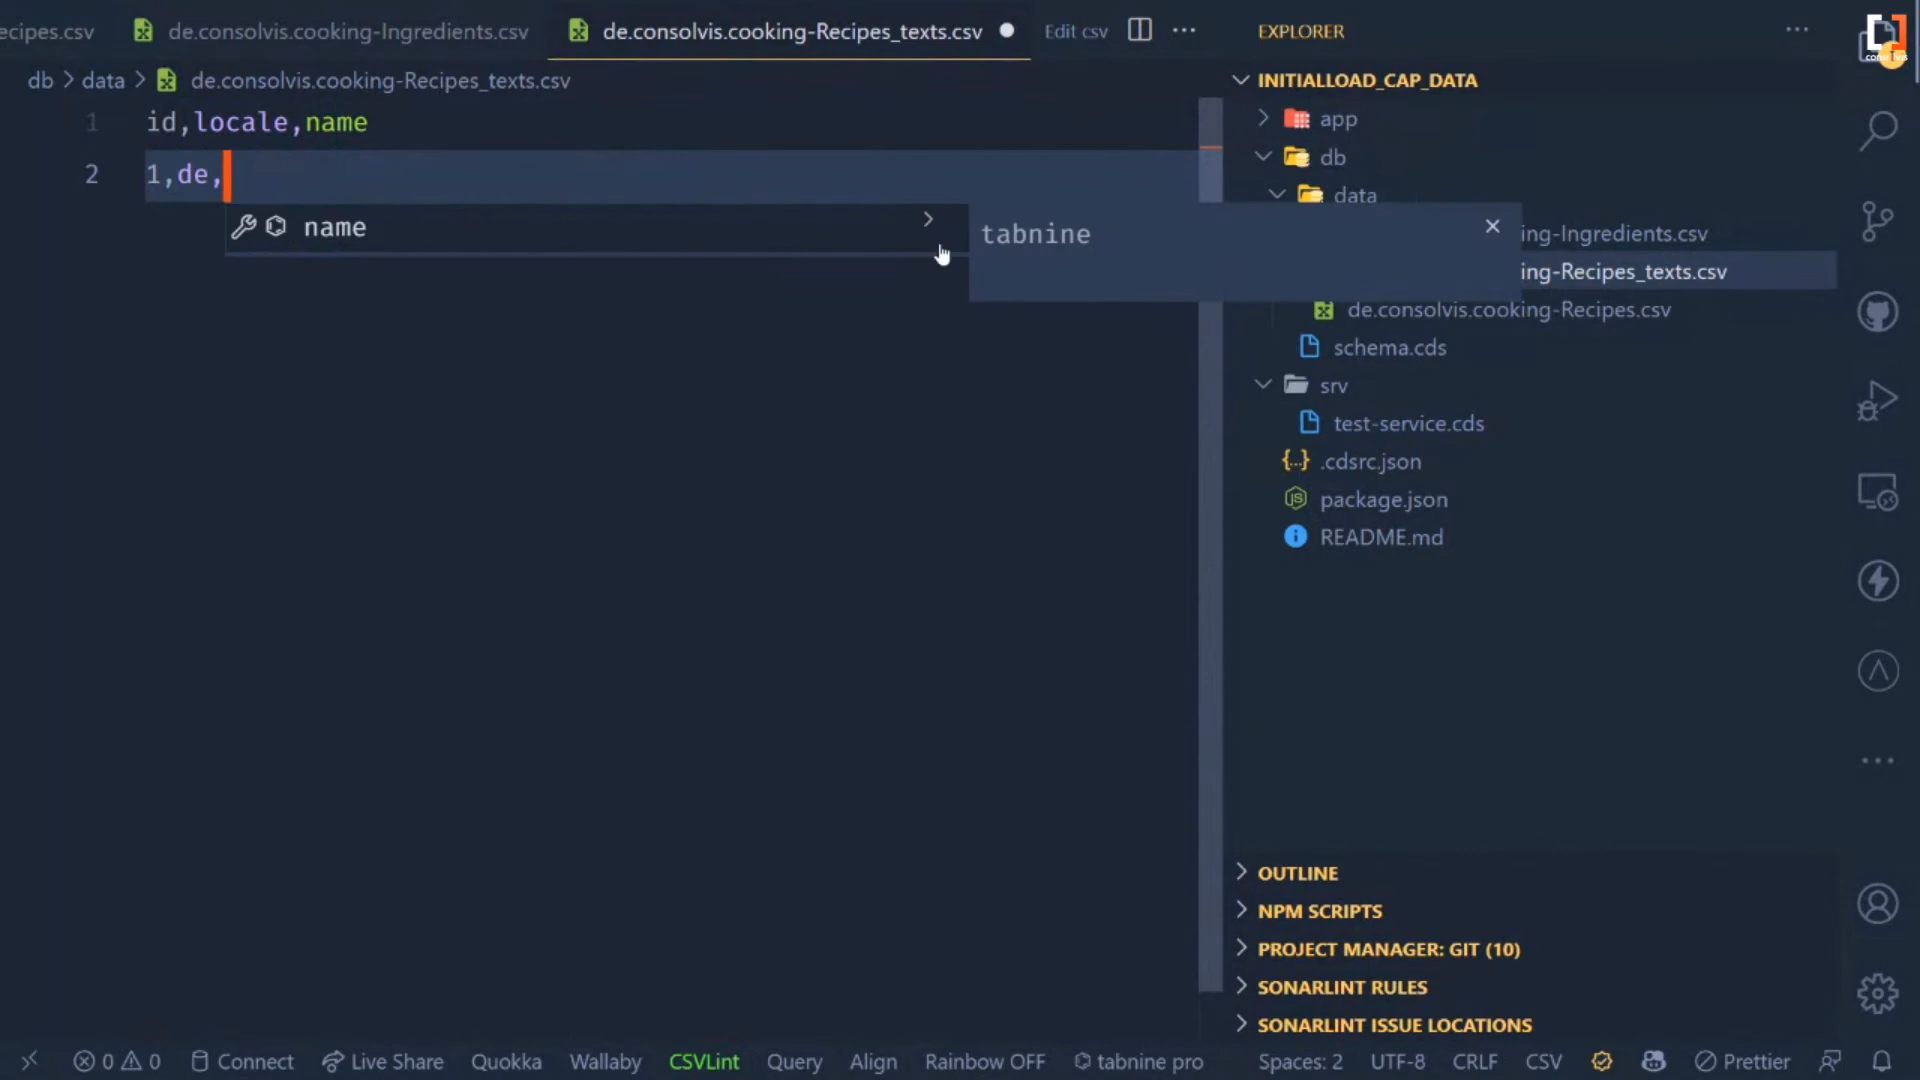 ecipes.csv
de.consolvis.cooking-Ingredients.csv
de.consolvis.cooking-Recipes_texts.csv
Edit csv
EXPLORER
consolvis
db > data > de.consolvis.cooking-Recipes_texts.csv
1 id,locale,name
2 1,de,
name
tabnine
INITIALLOAD_CAP_DATA
app
db
data
ing-Ingredients.csv
ing-Recipes_texts.csv
de.consolvis.cooking-Recipes.csv
schema.cds
srv
test-service.cds
{...} .cdsrc.json
package.json
README.md
OUTLINE
NPM SCRIPTS
PROJECT MANAGER: GIT (10)
SONARLINT RULES
SONARLINT ISSUE LOCATIONS
0 0 Connect Live Share Quokka Wallaby CSVLint Query Align Rainbow OFF tabnine pro Spaces: 2 UTF-8 CRLF CSV Prettier